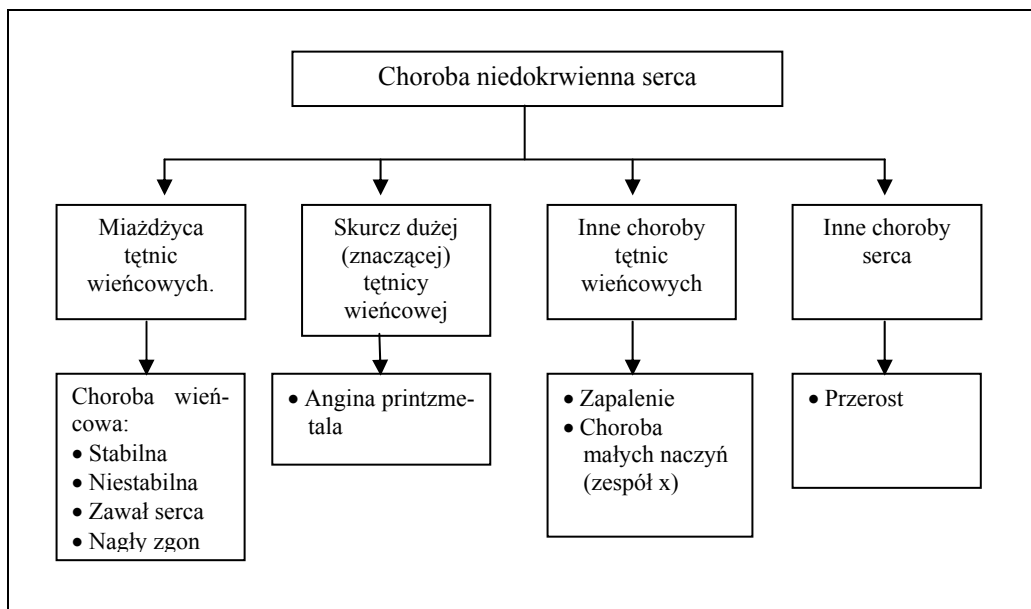 Choroba niedokrwienna serca
Miażdżyca
tętnic
wieńcowych.
Skurcz dużej
(znaczącej)
tętnicy
wieńcowej
Inne choroby
tętnic
wieńcowych
Inne choroby
serca
Choroba wień-
cowa:
• Stabilna
• Niestabilna
• Zawał serca
• Nagły zgon
• Angina printzme-
tala
• Zapalenie
• Choroba
małych naczyń
(zespół x)
• Przerost